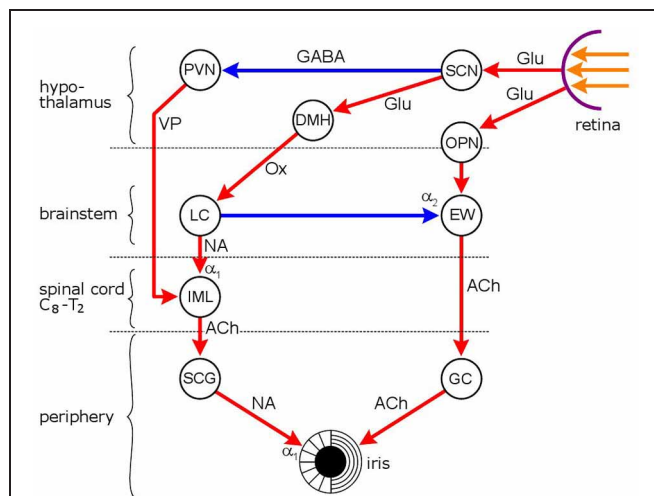 GABA
Glu
PVN
SCN
hypo-
thalamus
Glu
Glu
retina
VP
DMH
OPN
Ox
α2
brainstem
LC
EW
NA
α1
spinal cord
C8-T2
IML
ACh
ACh
SCG
GC
NA
ACh
periphery
α1
iris